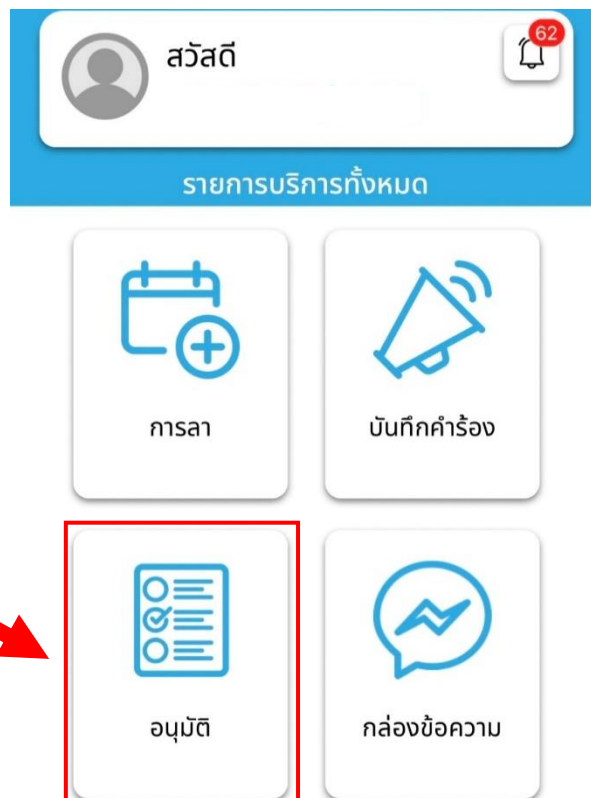 สวัสดี
62
รายการบริการทั้งหมด
การลา
บันทึกคำร้อง
อนุมัติ
กล่องข้อความ